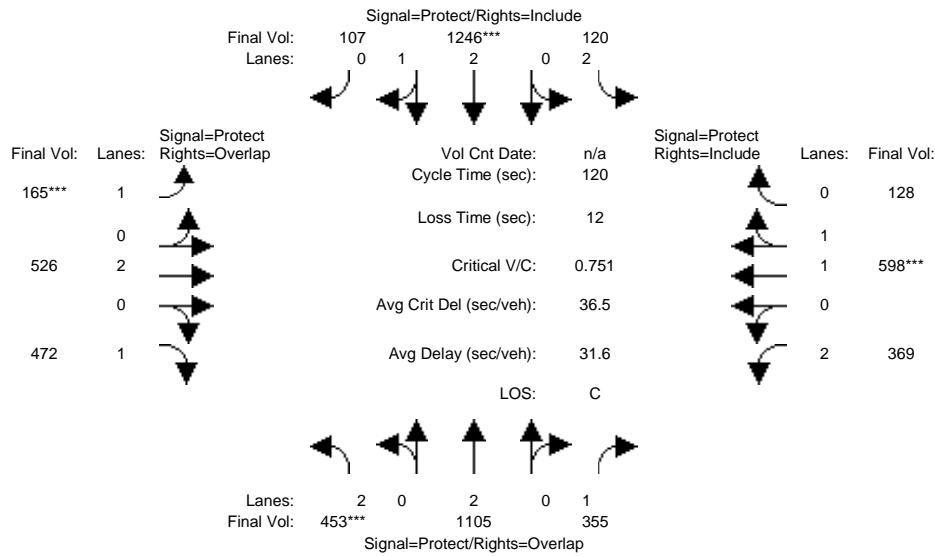 Signal=Protect/Rights=Include
Final Vol: 107 1246*** 120
Lanes: 0 1 2 0 2
Signal=Protect
Final Vol: Lanes: Rights=Overlap
Vol Cnt Date: n/a
Signal=Protect
Rights=Include Lanes: Final Vol:
Cycle Time (sec): 120
165*** 1
0 128
Loss Time (sec): 12
0
1
526 2
Critical V/C: 0.751
1 598***
0
Avg Crit Del (sec/veh): 36.5
0
472 1
Avg Delay (sec/veh): 31.6
2 369
LOS: C
Lanes: 2 0 2 0 1
Final Vol: 453*** 1105 355
Signal=Protect/Rights=Overlap